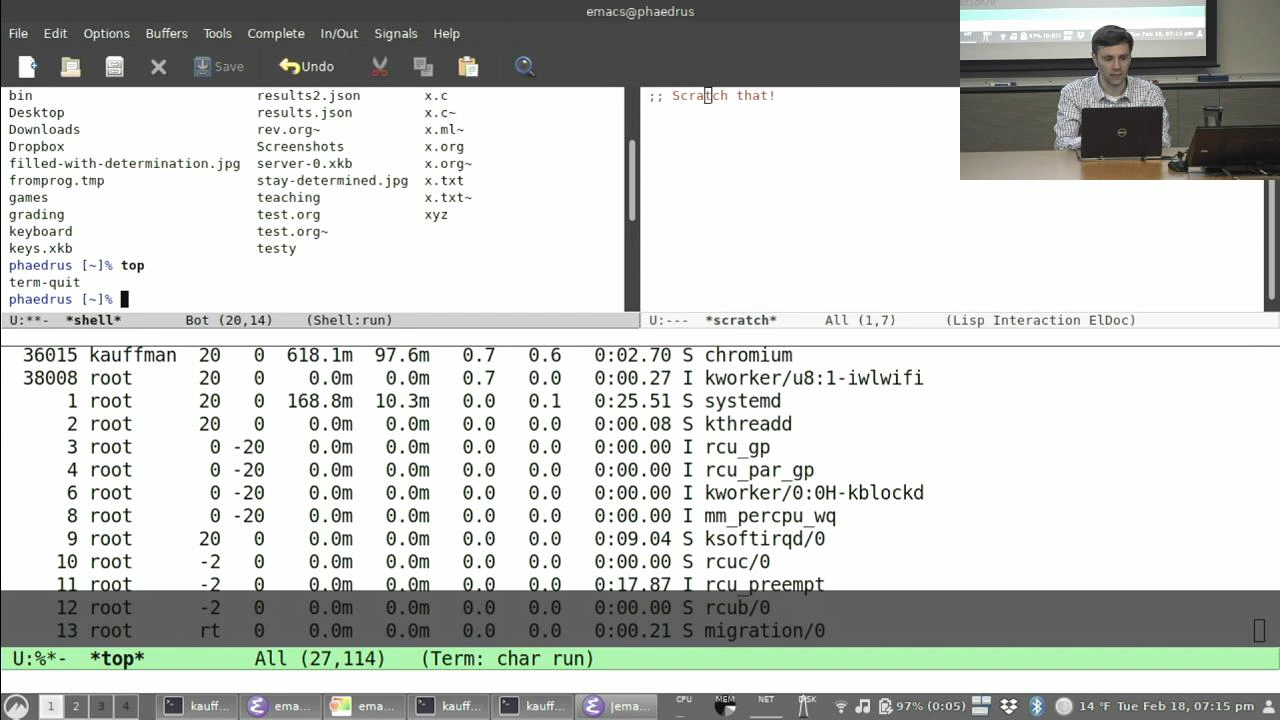 emacs@phaedrus
File Edit Options Buffers Tools Complete In/Out Signals Help
Save Undo
bin results2.json x.c
Desktop results.json x.c~
Downloads rev.org~ x.ml~
Dropbox Screenshots x.org
filled-with-determination.jpg server-0.xkb x.org~
fromprog.tmp stay-determined.jpg x.txt
games teaching x.txt~
grading test.org xyz
keyboard test.org~
keys.xkb testy
phaedrus [~]% top
term-quit
phaedrus [~]%
U:**- *shell* Bot (20,14) (Shell:run)
;; Scratch that!
U:--- *scratch* All (1,7) (Lisp Interaction ElDoc)
36015 kauffman 20 0 618.1m 97.6m 0.7 0.6 0:02.70 S chromium
38008 root 20 0 0.0m 0.0m 0.7 0.0 0:00.27 I kworker/u8:1-iwlwifi
1 root 20 0 168.8m 10.3m 0.0 0.1 0:25.51 S systemd
2 root 20 0 0.0m 0.0m 0.0 0.0 0:00.08 S kthreadd
3 root 0 -20 0.0m 0.0m 0.0 0.0 0:00.00 I rcu_gp
4 root 0 -20 0.0m 0.0m 0.0 0.0 0:00.00 I rcu_par_gp
6 root 0 -20 0.0m 0.0m 0.0 0.0 0:00.00 I kworker/0:0H-kblockd
8 root 0 -20 0.0m 0.0m 0.0 0.0 0:00.00 I mm_percpu_wq
9 root 20 0 0.0m 0.0m 0.0 0.0 0:09.04 S ksoftirqd/0
10 root -2 0 0.0m 0.0m 0.0 0.0 0:00.00 S rcuc/0
11 root -2 0 0.0m 0.0m 0.0 0.0 0:17.87 I rcu_preempt
12 root -2 0 0.0m 0.0m 0.0 0.0 0:00.00 S rcub/0
13 root rt 0 0.0m 0.0m 0.0 0.0 0:00.21 S migration/0
U:%*- *top* All (27,114) (Term: char run)
1 2 3 4 kauff... ema... ema... kauff... kauff... |ema... CPU MEM NET DISK 97% (0:05) 14 °F Tue Feb 18, 07:15 pm